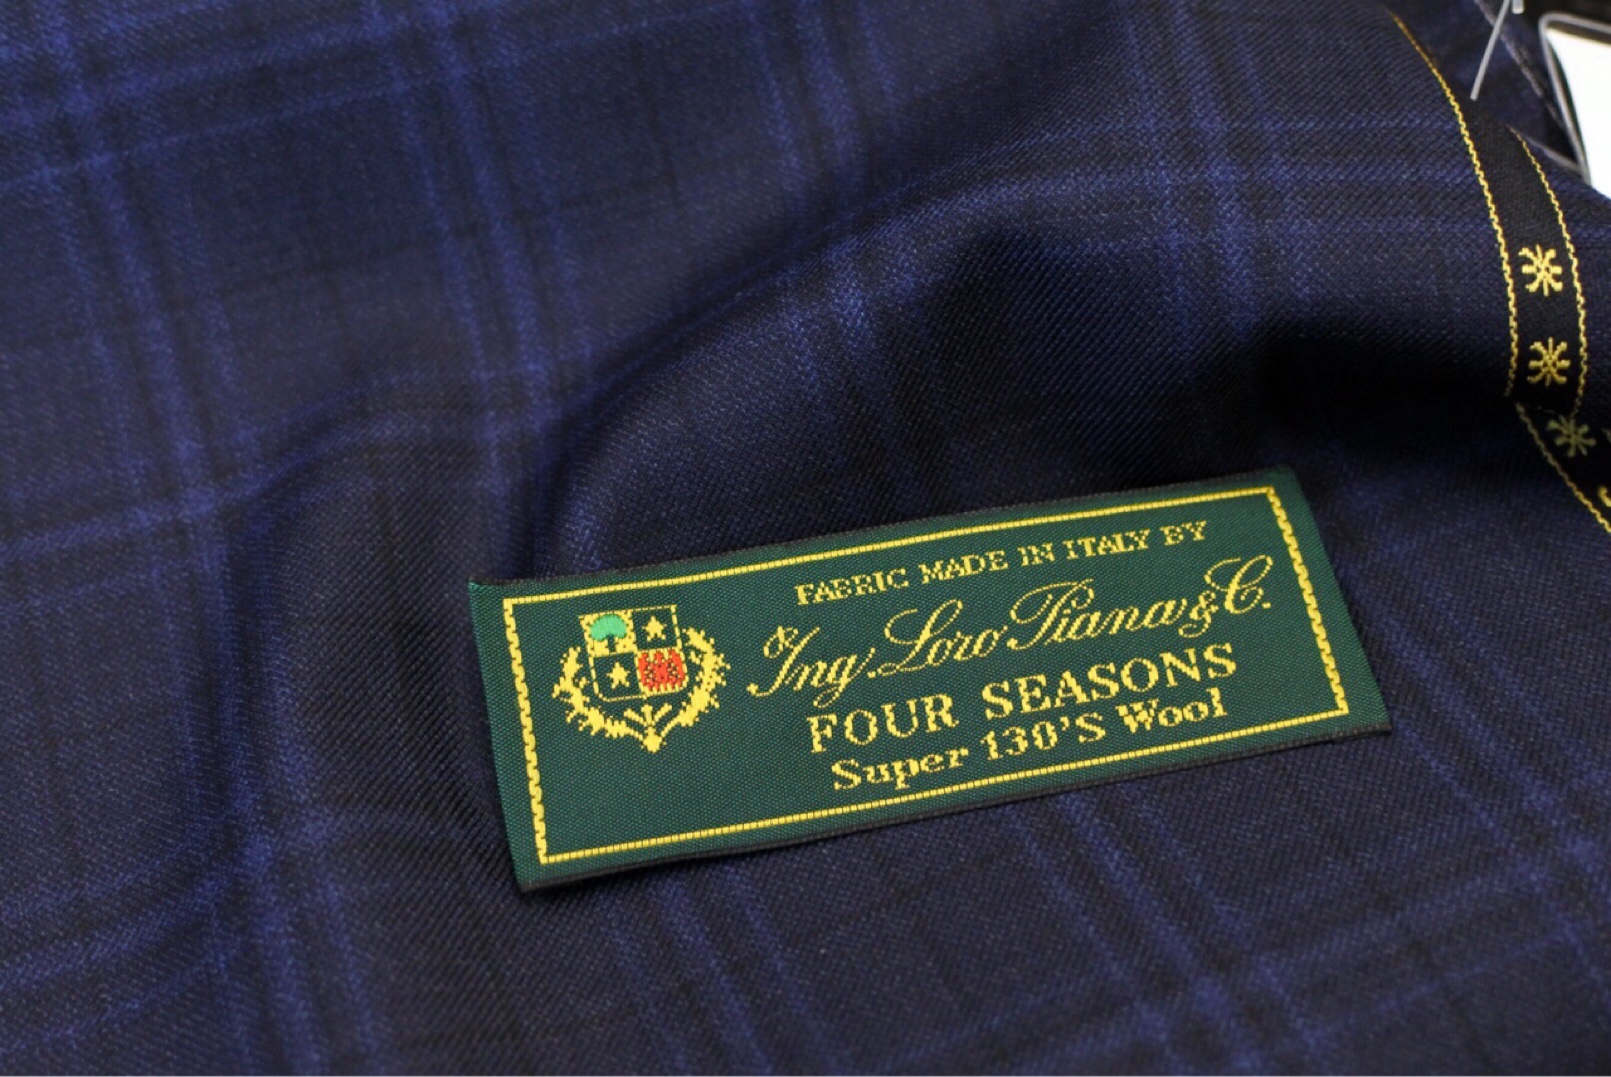 FABRIC MADE IN ITALY BY
Ing. Loro Piana & C.
FOUR SEASONS
Super 130'S Wool